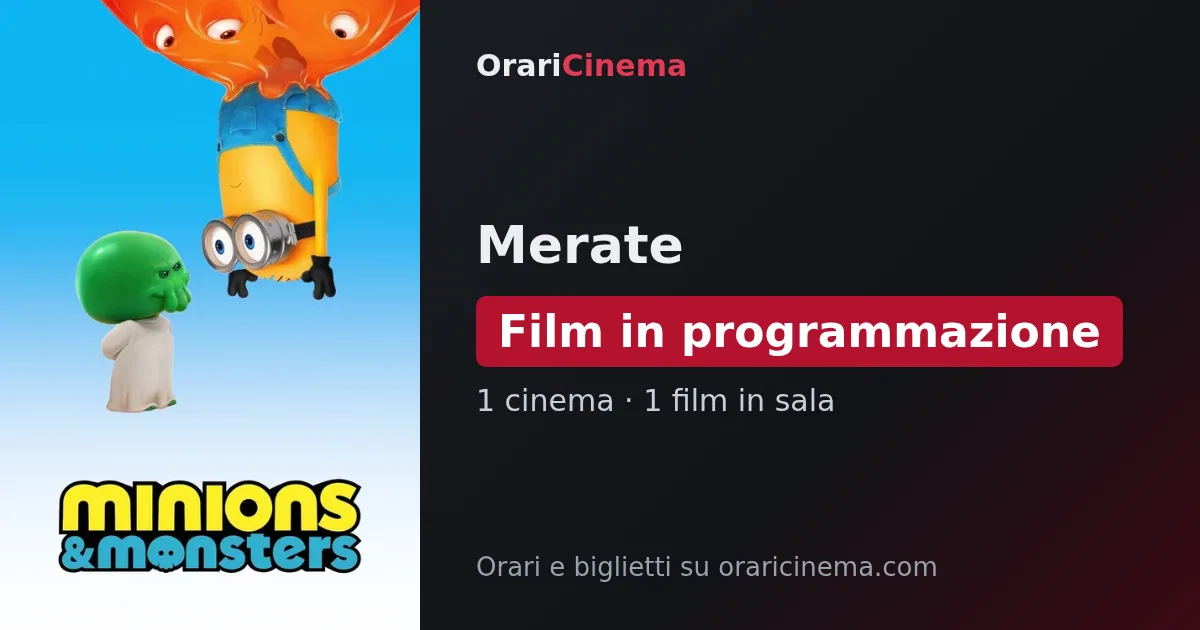 minions
&monsters
OrariCinema
Merate
Film in programmazione
1 cinema · 1 film in sala
Orari e biglietti su oraricinema.com